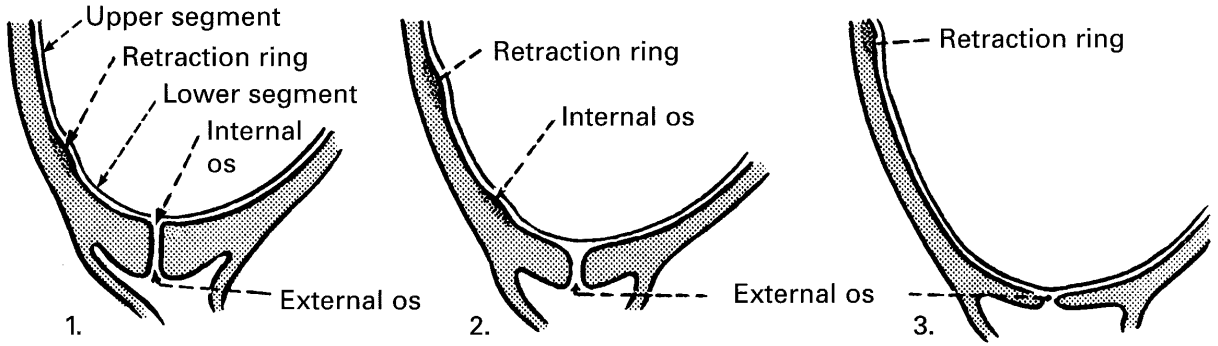 Upper segment
Retraction ring
Lower segment
Internal
os
External os
1.
Retraction ring
Internal os
External os
2.
Retraction ring
3.